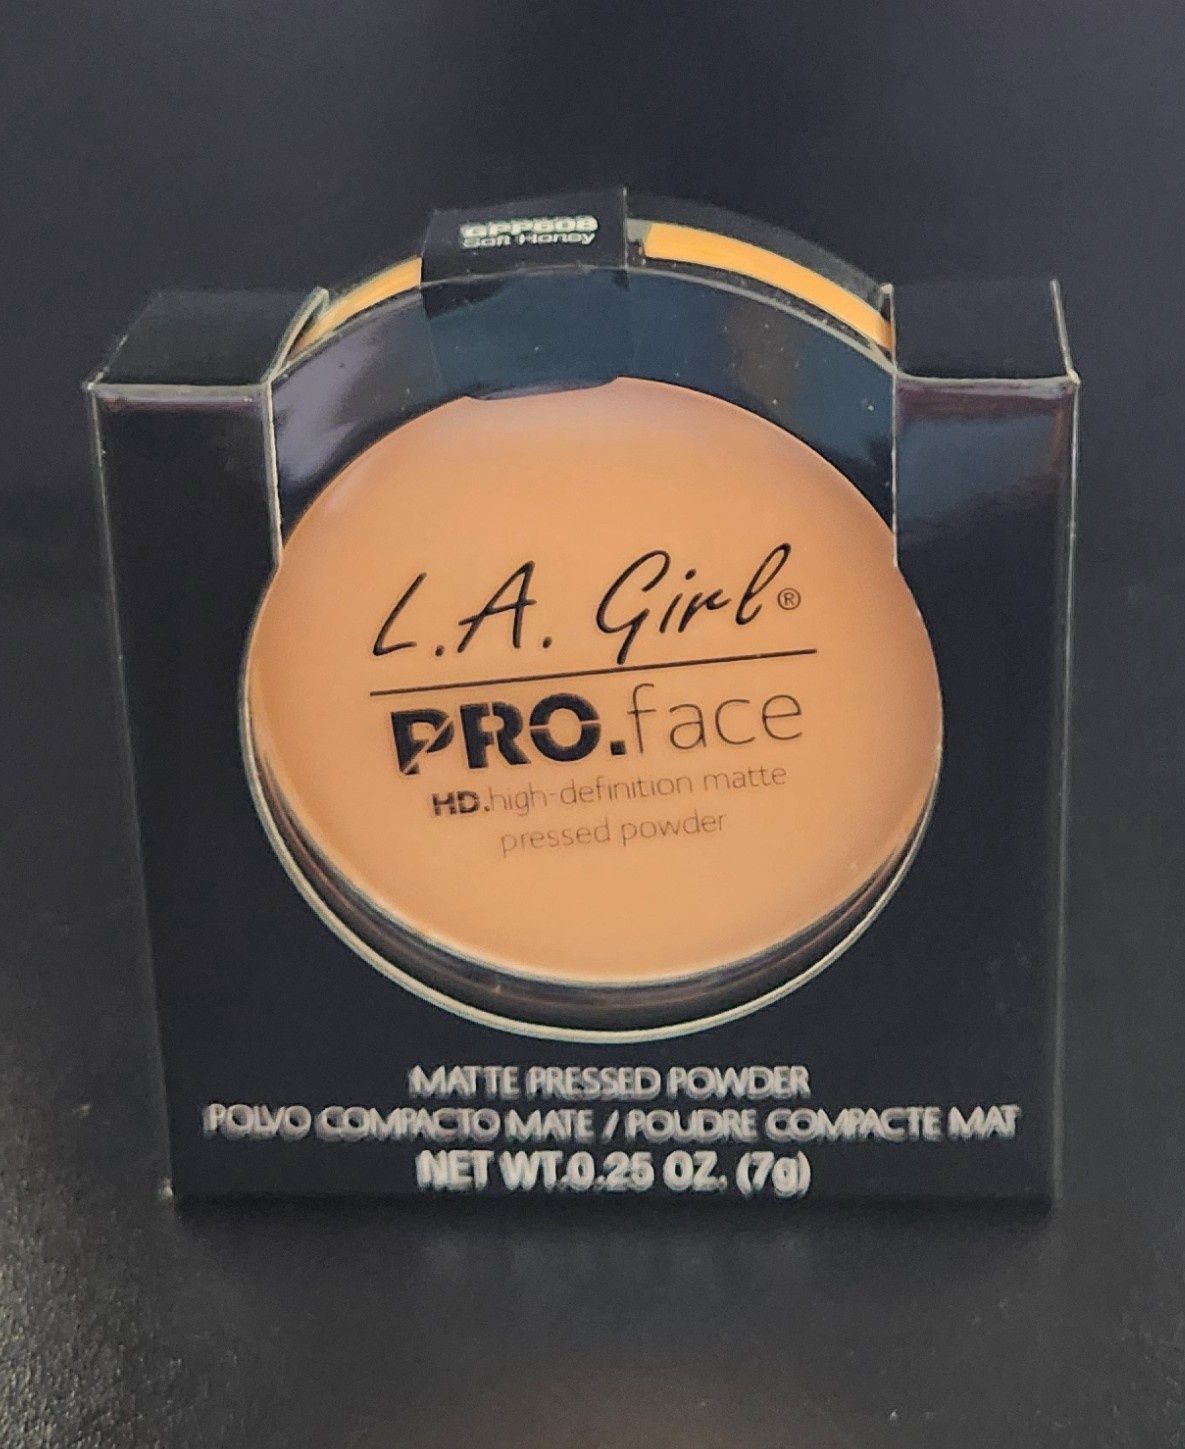 GPP608
Soft Honey
L.A. Girl®
PRO.face
HD.high-definition matte
pressed powder
MATTE PRESSED POWDER
POLVO COMPACTO MATE / POUDRE COMPACTE MAT
NET WT.0.25 OZ. (7g)